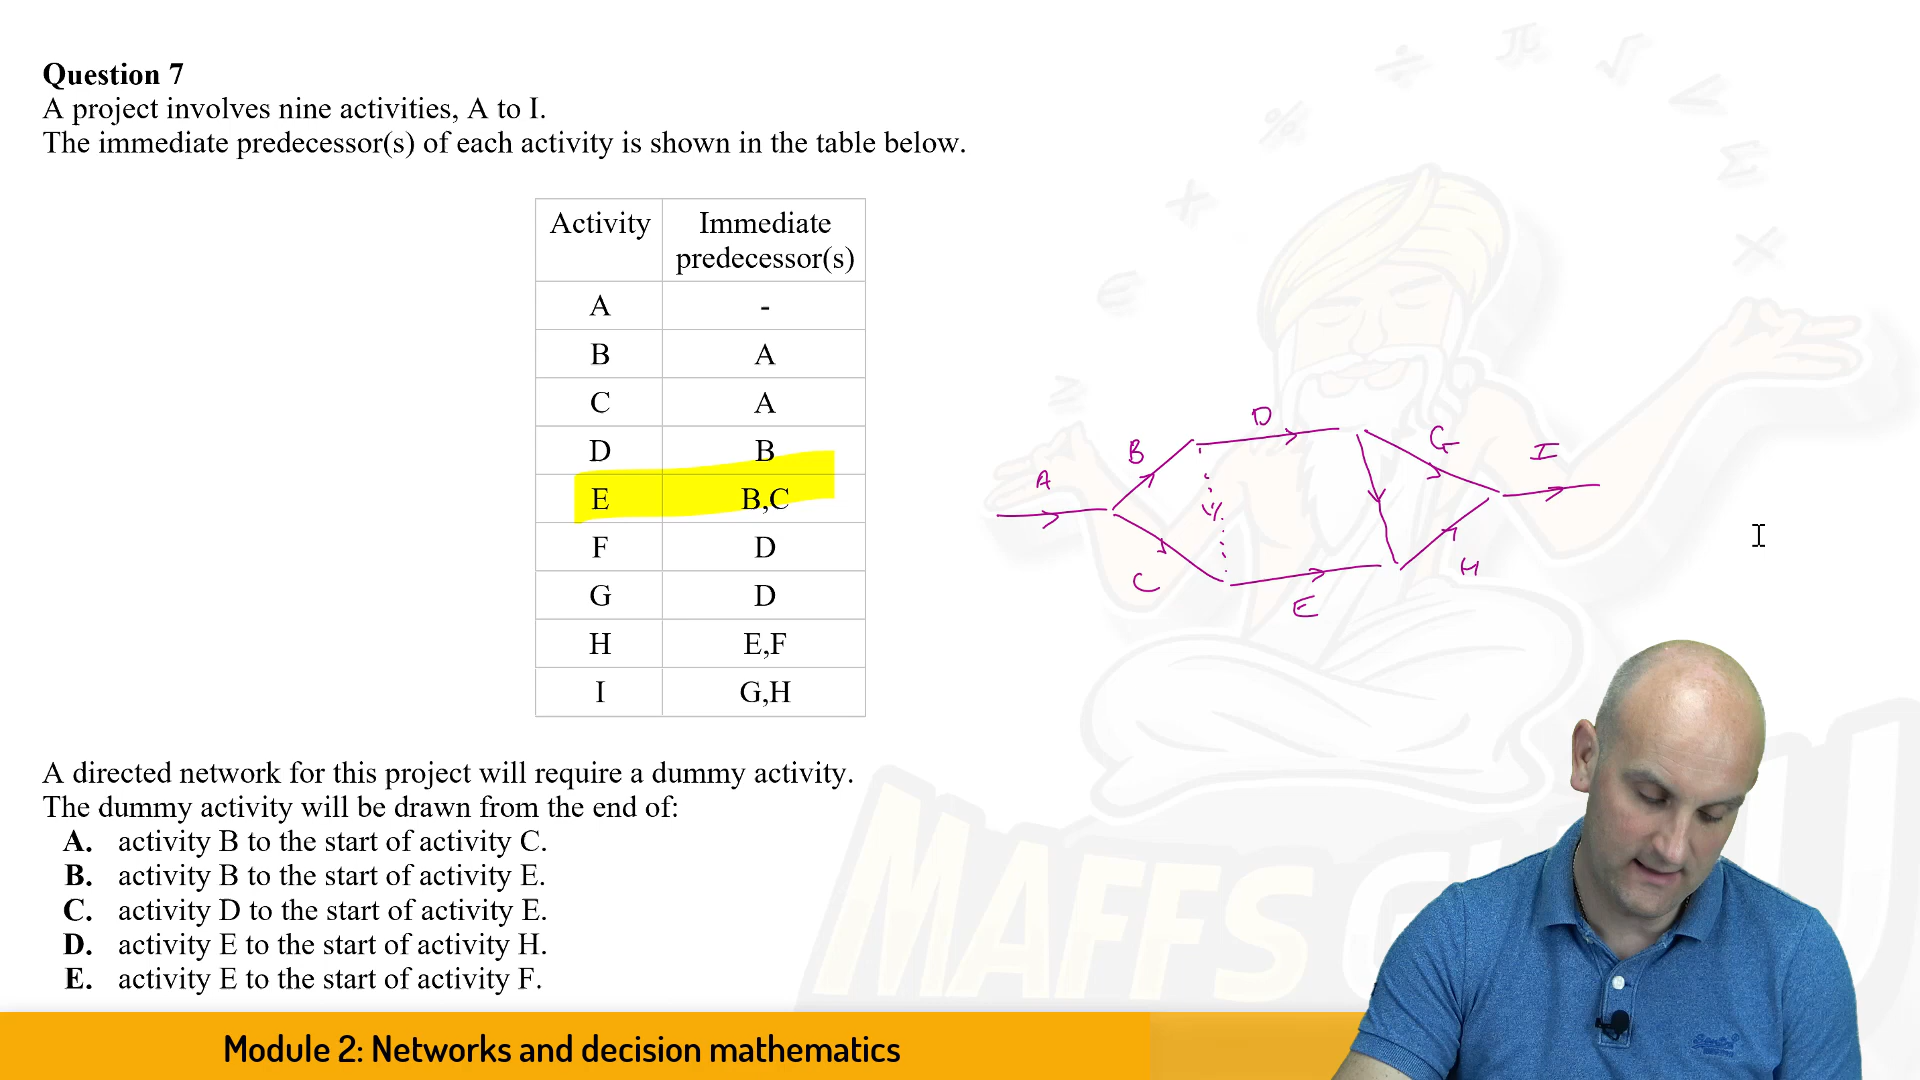 Question 7
A project involves nine activities, A to I.
The immediate predecessor(s) of each activity is shown in the table below.
Activity Immediate predecessor(s)
A -
B A
C A
D B
E B,C
F D
G D
H E,F
I G,H
A B D G I
C E H
A directed network for this project will require a dummy activity.
The dummy activity will be drawn from the end of:
A. activity B to the start of activity C.
B. activity B to the start of activity E.
C. activity D to the start of activity E.
D. activity E to the start of activity H.
E. activity E to the start of activity F.
MAFFS
Module 2: Networks and decision mathematics